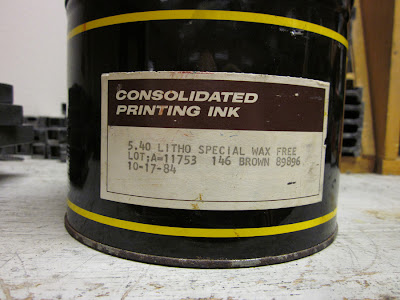 CONSOLIDATED
PRINTING INK
5.40 LITHO SPECIAL WAX FREE
LOT;A=11753 146 BROWN 89896
10-17-84